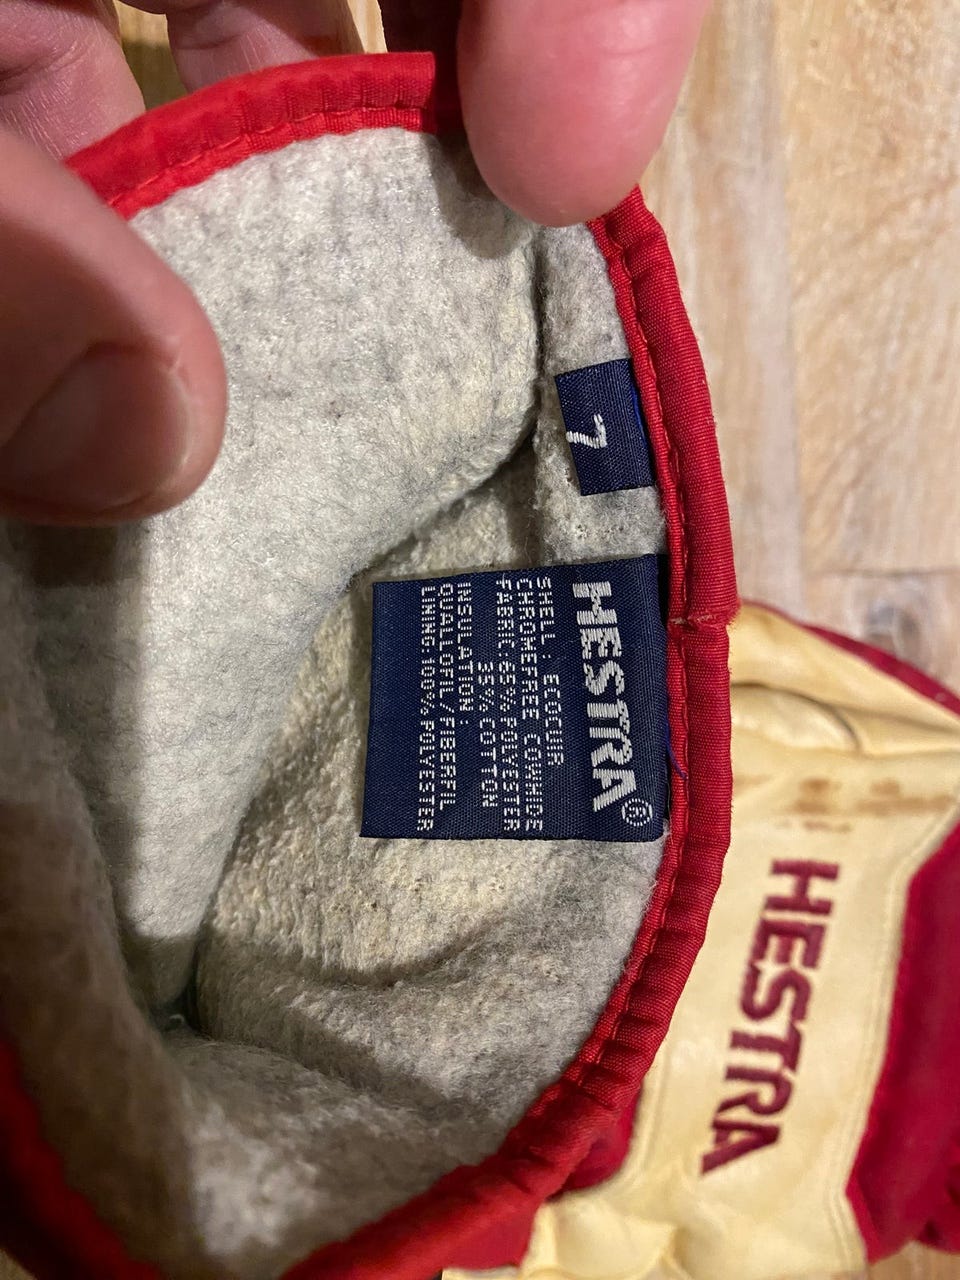 7
HESTRA®
SHELL. ECOCUIR
CHROMEFREE COWHIDE
FABRIC: 65% POLYESTER
35% COTTON
INSULATION:
QUALLOFIL/FIBERFIL
LINING: 100% POLYESTER
HESTRA